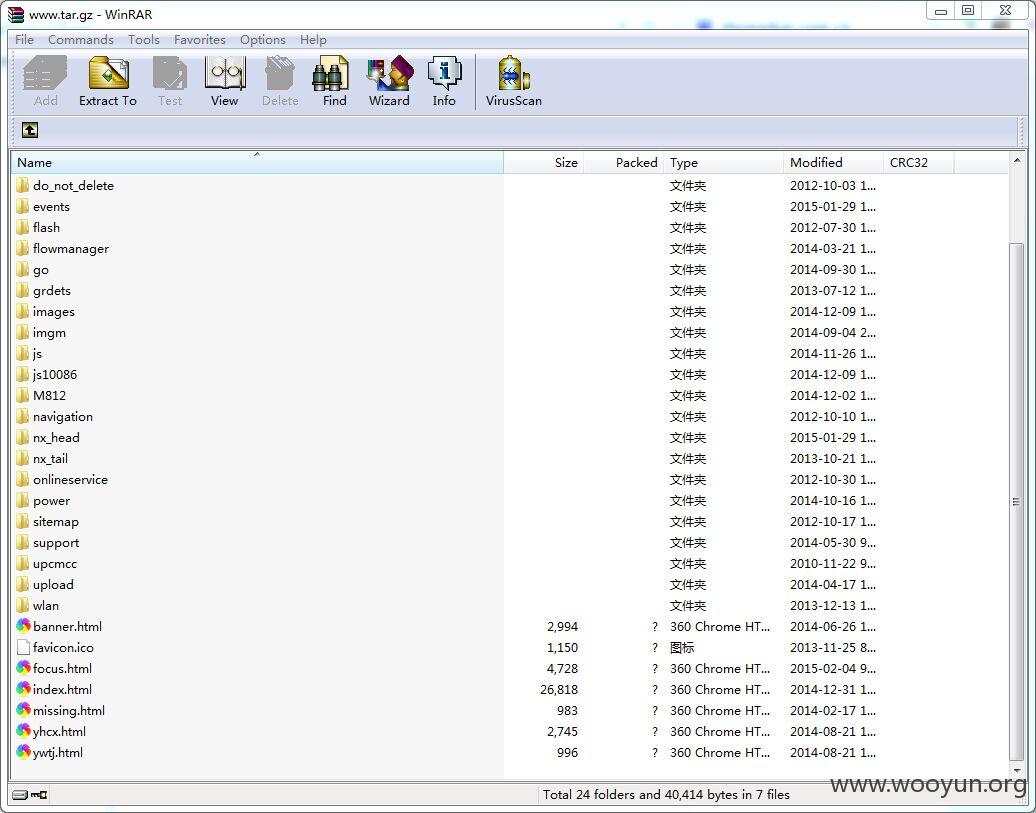 www.tar.gz - WinRAR
File Commands Tools Favorites Options Help
Add Extract To Test View Delete Find Wizard Info VirusScan
Name Size Packed Type Modified CRC32
do_not_delete 文件夹 2012-10-03 1...
events 文件夹 2015-01-29 1...
flash 文件夹 2012-07-30 1...
flowmanager 文件夹 2014-03-21 1...
go 文件夹 2014-09-30 1...
grdets 文件夹 2013-07-12 1...
images 文件夹 2014-12-09 1...
imgm 文件夹 2014-09-04 2...
js 文件夹 2014-11-26 1...
js10086 文件夹 2014-12-09 1...
M812 文件夹 2014-12-02 1...
navigation 文件夹 2012-10-10 1...
nx_head 文件夹 2015-01-29 1...
nx_tail 文件夹 2013-10-21 1...
onlineservice 文件夹 2012-10-30 1...
power 文件夹 2014-10-16 1...
sitemap 文件夹 2012-10-17 1...
support 文件夹 2014-05-30 9...
upcmcc 文件夹 2010-11-22 9...
upload 文件夹 2014-04-17 1...
wlan 文件夹 2013-12-13 1...
banner.html 2,994 ? 360 Chrome HT... 2014-06-26 1...
favicon.ico 1,150 ? 图标 2013-11-25 8...
focus.html 4,728 ? 360 Chrome HT... 2015-02-04 9...
index.html 26,818 ? 360 Chrome HT... 2014-12-31 1...
missing.html 983 ? 360 Chrome HT... 2014-02-17 1...
yhcx.html 2,745 ? 360 Chrome HT... 2014-08-21 1...
ywtj.html 996 ? 360 Chrome HT... 2014-08-21 1...
Total 24 folders and 40,414 bytes in 7 files
www.wooyun.org